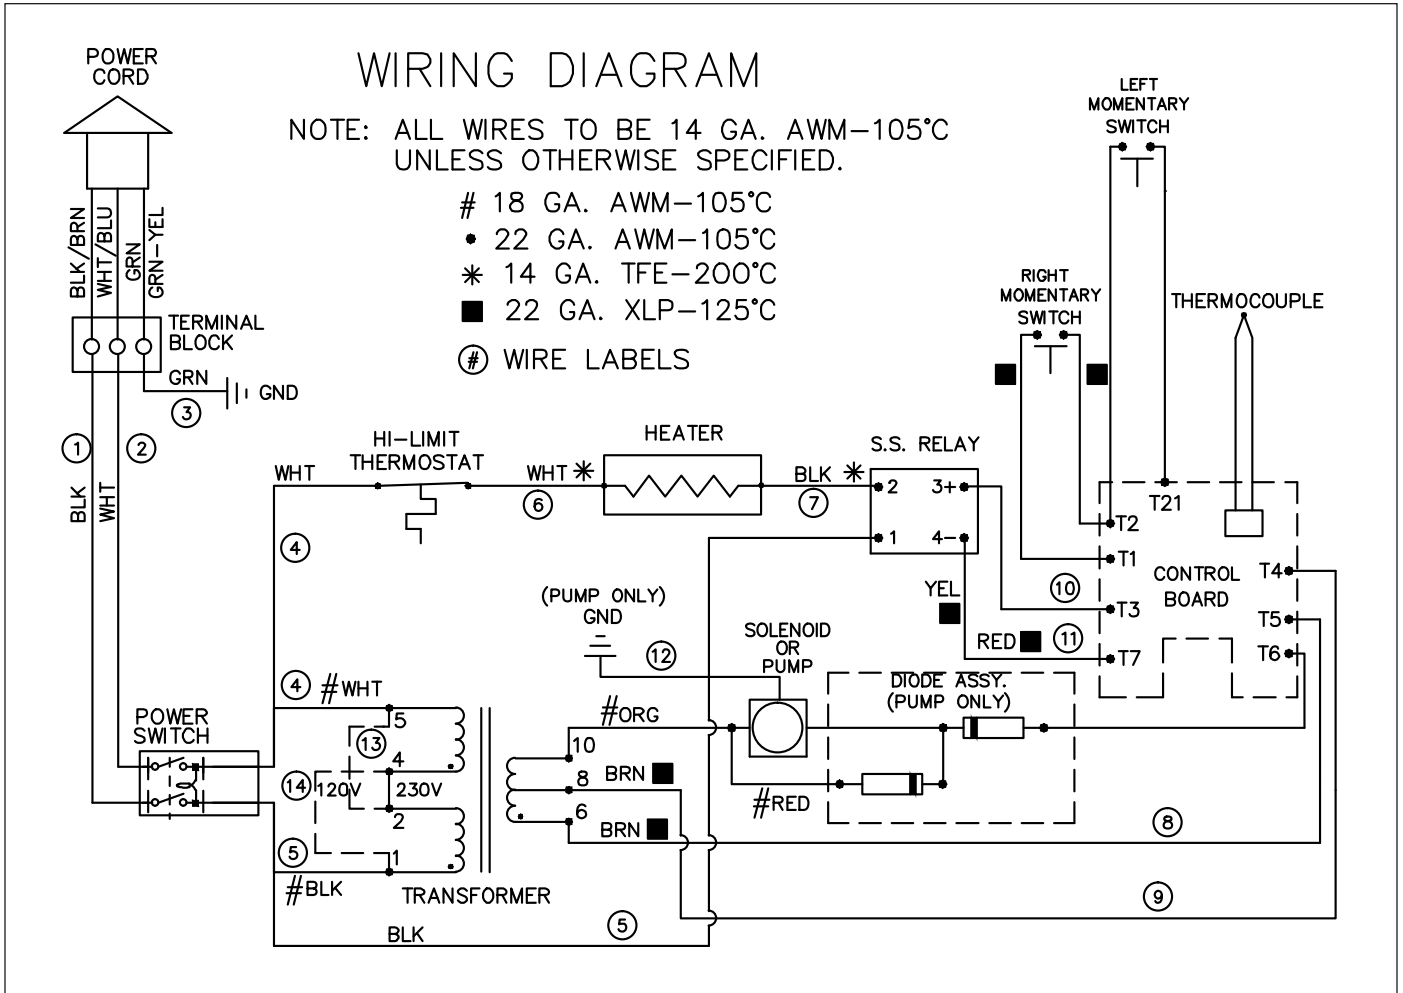 POWER
CORD
WIRING DIAGRAM
NOTE: ALL WIRES TO BE 14 GA. AWM-105°C
UNLESS OTHERWISE SPECIFIED.
# 18 GA. AWM-105°C
• 22 GA. AWM-105°C
✳ 14 GA. TFE-200°C
■ 22 GA. XLP-125°C
# WIRE LABELS
LEFT
MOMENTARY
SWITCH
RIGHT
MOMENTARY
SWITCH
THERMOCOUPLE
BLK/BRN
WHT/BLU
GRN
GRN-YEL
TERMINAL
BLOCK
GRN
GND
3
1
2
BLK
WHT
HI-LIMIT
THERMOSTAT
HEATER
S.S. RELAY
WHT
WHT ✳
BLK ✳
6
7
2
3+
1
4-
4
T21
T2
T1
T3
T7
T4
T5
T6
CONTROL
BOARD
10
11
YEL
RED
(PUMP ONLY)
GND
12
SOLENOID
OR
PUMP
DIODE ASSY.
(PUMP ONLY)
4
#WHT
POWER
SWITCH
5
13
4
14
120V
230V
2
1
5
#BLK
TRANSFORMER
#ORG
10
8
6
BRN
BRN
#RED
8
9
5
BLK